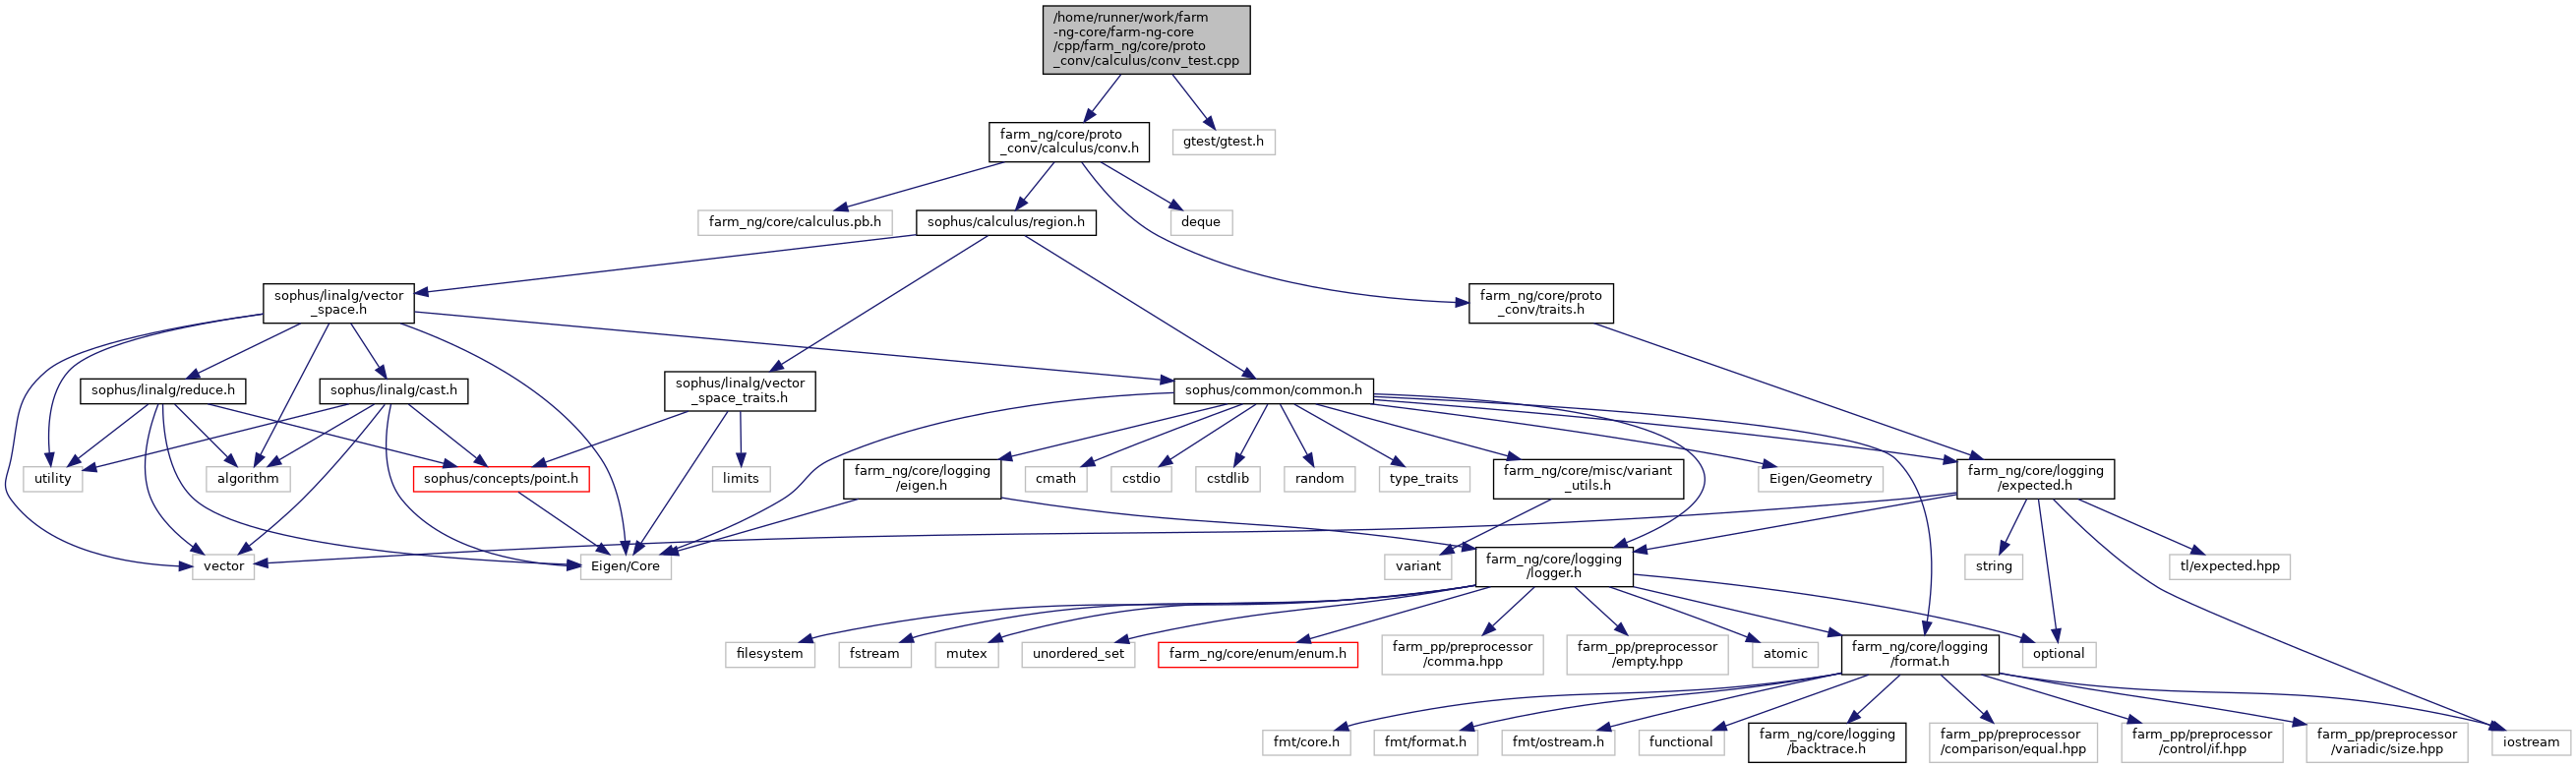 /home/runner/work/farm
-ng-core/farm-ng-core
/cpp/farm_ng/core/proto
_conv/calculus/conv_test.cpp
farm_ng/core/proto
_conv/calculus/conv.h
gtest/gtest.h
farm_ng/core/calculus.pb.h
sophus/calculus/region.h
deque
sophus/linalg/vector
_space.h
farm_ng/core/proto
_conv/traits.h
sophus/linalg/reduce.h
sophus/linalg/cast.h
sophus/linalg/vector
_space_traits.h
sophus/common/common.h
utility
algorithm
sophus/concepts/point.h
limits
farm_ng/core/logging
/eigen.h
cmath
cstdio
cstdlib
random
type_traits
farm_ng/core/misc/variant
_utils.h
Eigen/Geometry
farm_ng/core/logging
/expected.h
vector
Eigen/Core
variant
farm_ng/core/logging
/logger.h
string
tl/expected.hpp
filesystem
fstream
mutex
unordered_set
farm_ng/core/enum/enum.h
farm_pp/preprocessor
/comma.hpp
farm_pp/preprocessor
/empty.hpp
atomic
farm_ng/core/logging
/format.h
optional
fmt/core.h
fmt/format.h
fmt/ostream.h
functional
farm_ng/core/logging
/backtrace.h
farm_pp/preprocessor
/comparison/equal.hpp
farm_pp/preprocessor
/control/if.hpp
farm_pp/preprocessor
/variadic/size.hpp
iostream